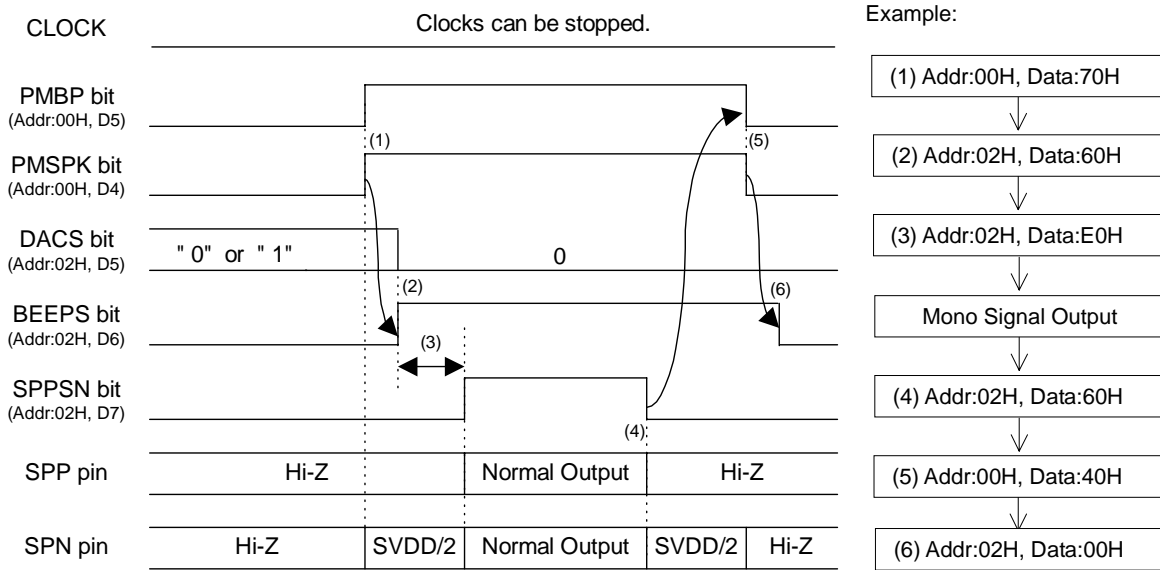 CLOCK
Clocks can be stopped.
PMBP bit
(Addr:00H, D5)
(1)
(5)
PMSPK bit
(Addr:00H, D4)
DACS bit
(Addr:02H, D5)
" 0" or " 1"
0
(2)
(6)
BEEPS bit
(Addr:02H, D6)
(3)
SPPSN bit
(Addr:02H, D7)
(4)
SPP pin
Hi-Z
Normal Output
Hi-Z
SPN pin
Hi-Z
SVDD/2
Normal Output
SVDD/2
Hi-Z
Example:
(1) Addr:00H, Data:70H
(2) Addr:02H, Data:60H
(3) Addr:02H, Data:E0H
Mono Signal Output
(4) Addr:02H, Data:60H
(5) Addr:00H, Data:40H
(6) Addr:02H, Data:00H